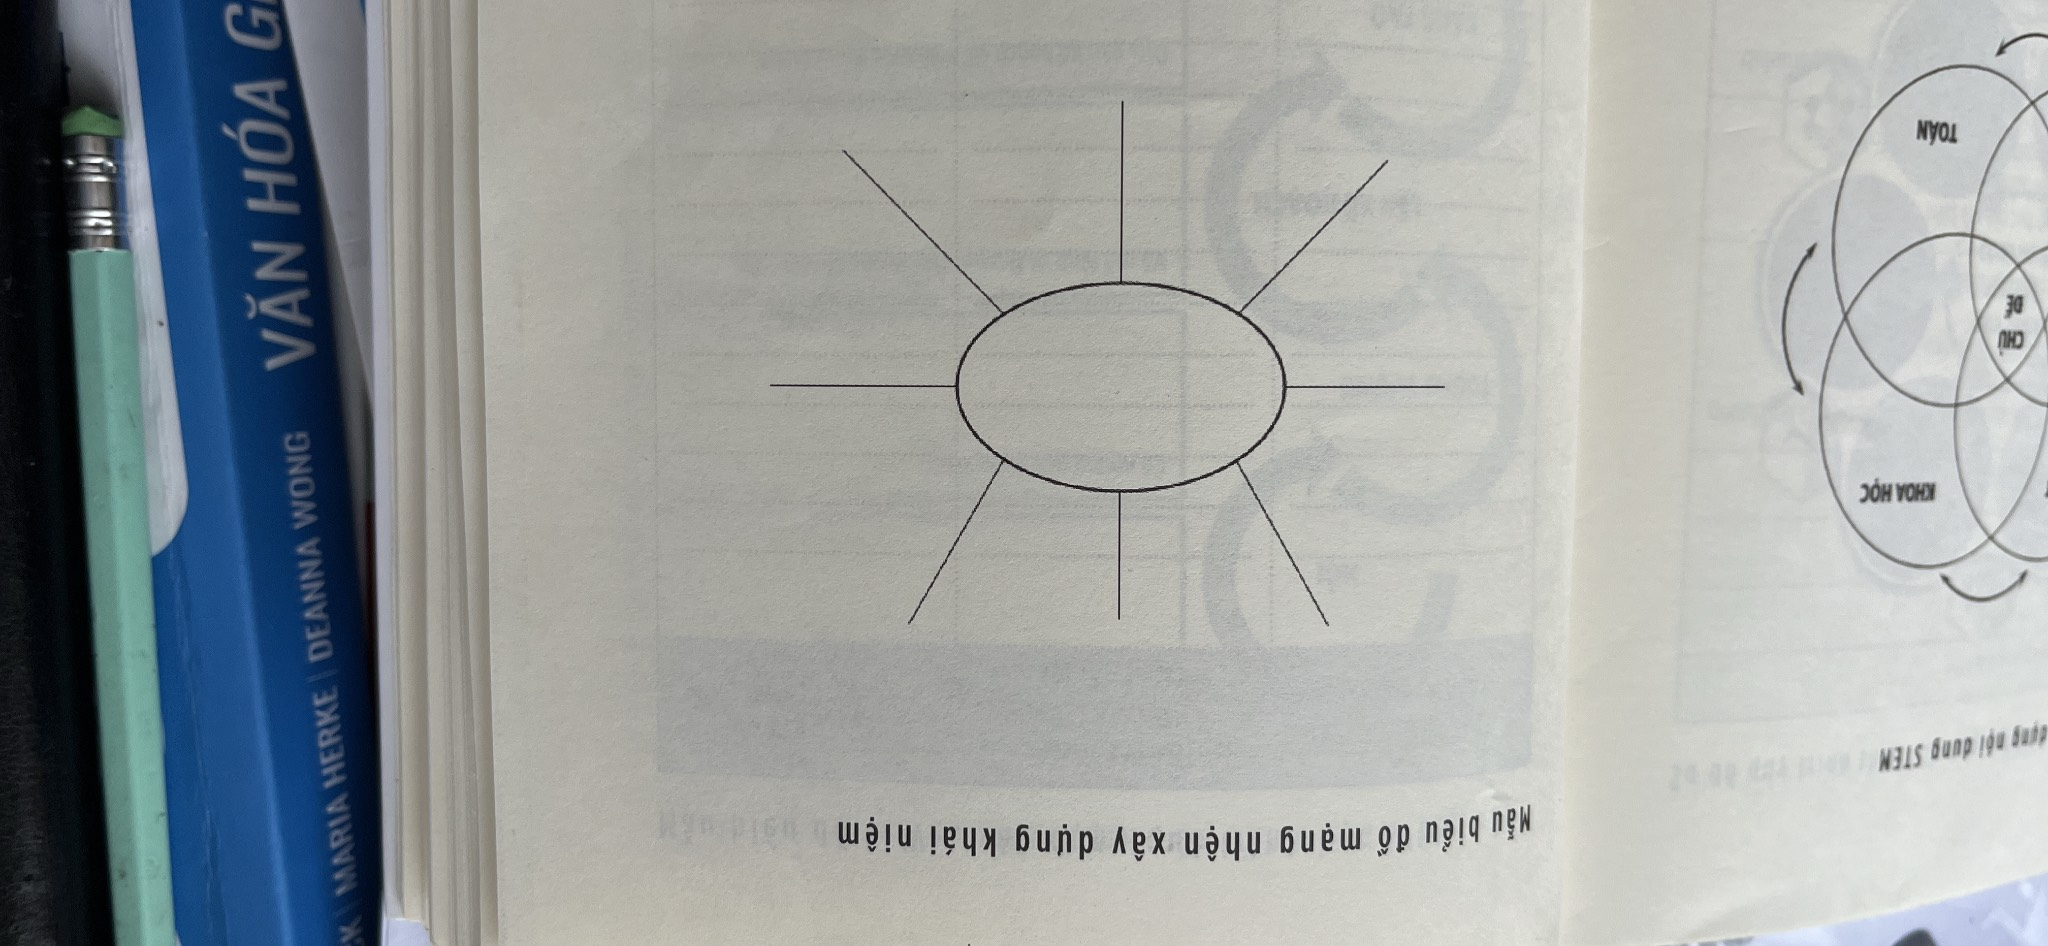 VĂN HÓA
MARIA HERKE | DEANNA WONG
Mẫu biểu đồ mạng nhện xây dựng khái niệm
dựng nội dung STEM
KHOA HỌC
CHỦ
ĐỀ
TOÁN